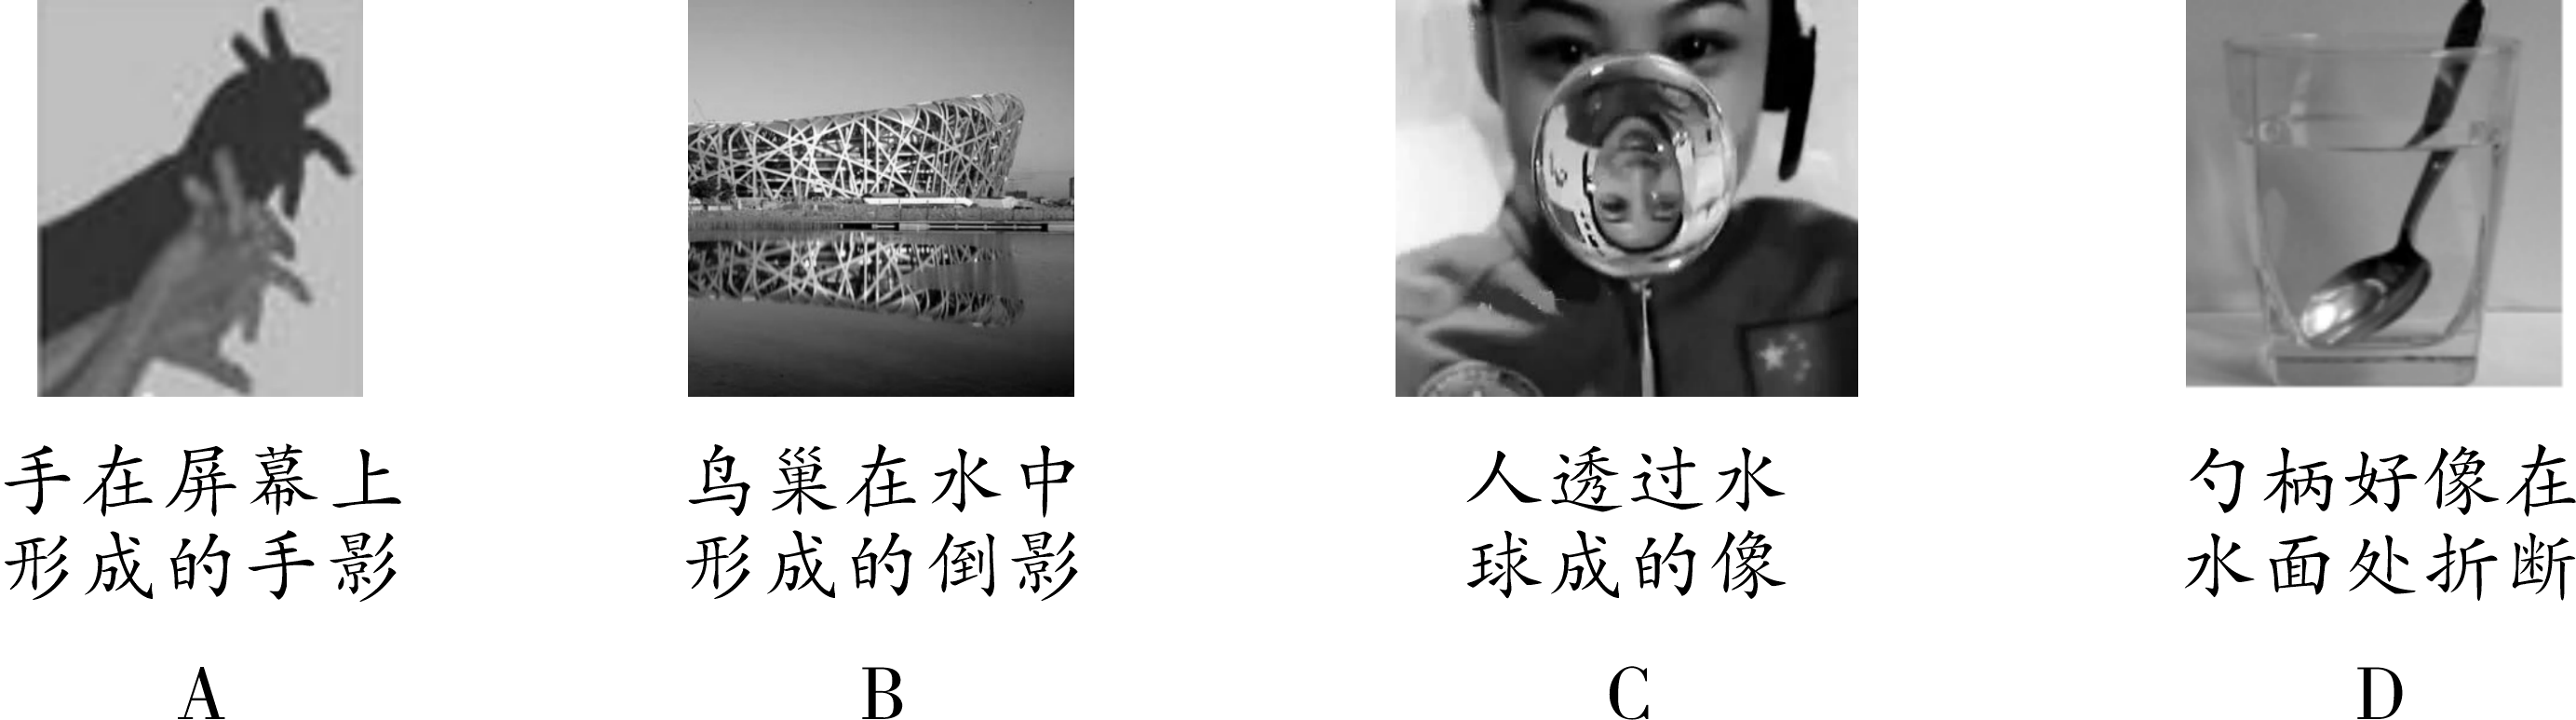 手在屏幕上
形成的手影
A
鸟巢在水中
形成的倒影
B
人透过水
球成的像
C
勺柄好像在
水面处折断
D